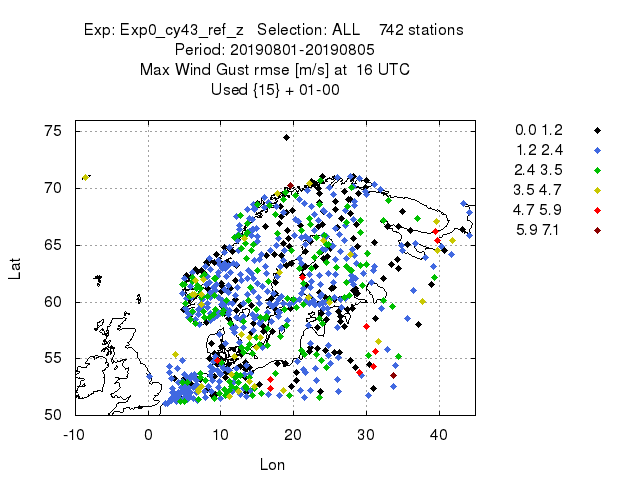 Exp: Exp0_cy43_ref_z   Selection: ALL    742 stations
Period: 20190801-20190805
Max Wind Gust rmse [m/s] at  16 UTC
Used {15} + 01-00
75
70
65
60
55
50
Lat
-10 0 10 20 30 40
Lon
0.0 1.2
1.2 2.4
2.4 3.5
3.5 4.7
4.7 5.9
5.9 7.1